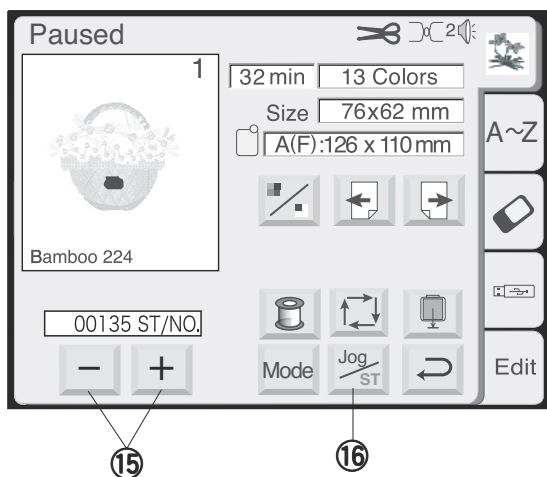 Paused
2
1
32 min 13 Colors
Size 76x62 mm
A(F):126 x 110 mm
A~Z
Bamboo 224
00135 ST/NO.
- +
Mode Jog/ST Edit
⑮ ⑯